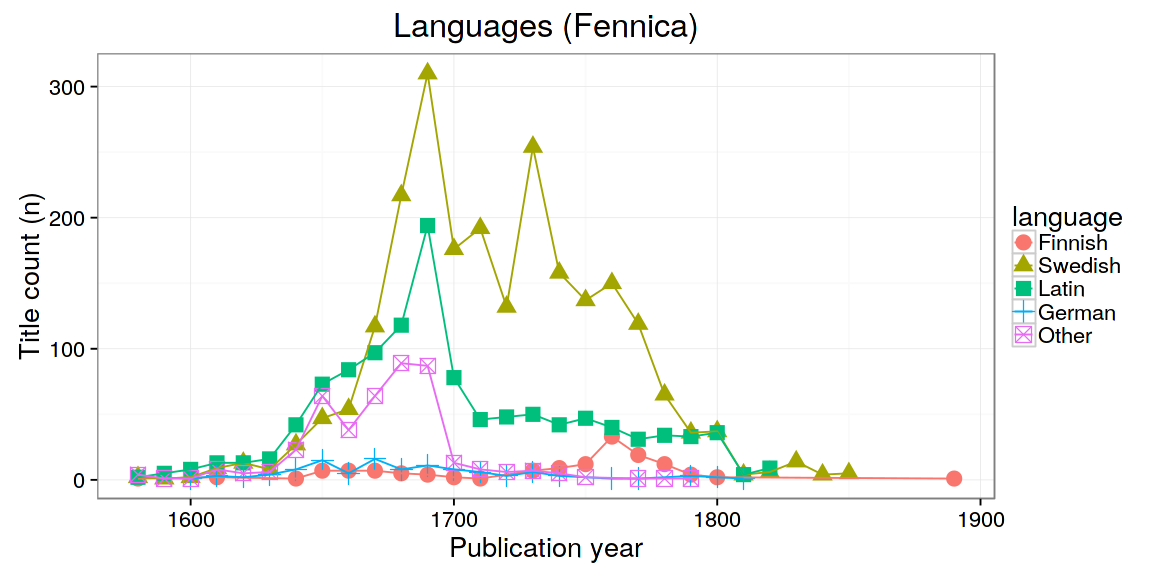 Languages (Fennica)
Title count (n)
300
200
100
0
1600
1700
1800
1900
Publication year
language
Finnish
Swedish
Latin
German
Other